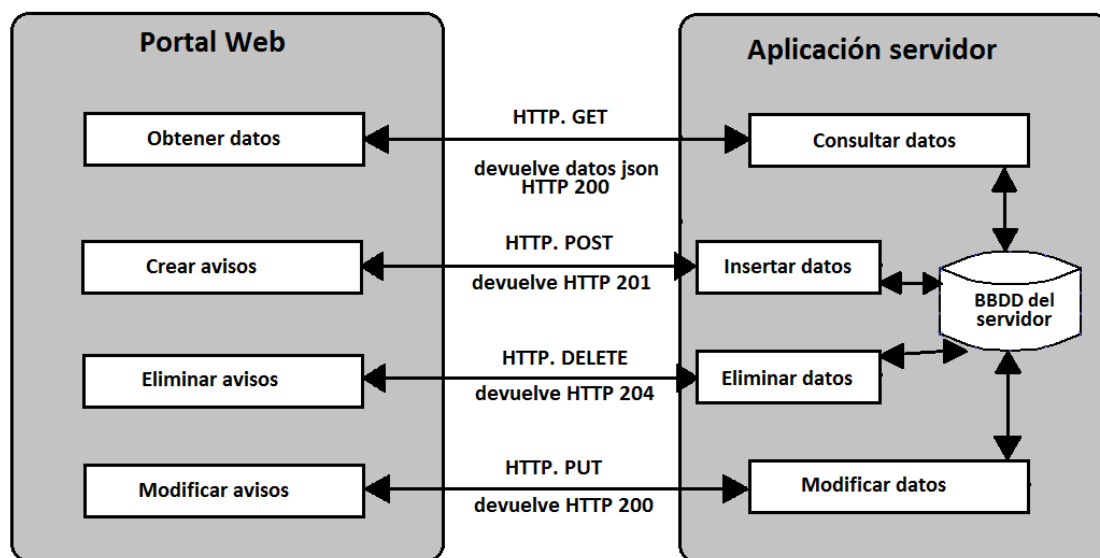 Portal Web
Aplicación servidor
Obtener datos
HTTP. GET
devuelve datos json
HTTP 200
Consultar datos
Crear avisos
HTTP. POST
devuelve HTTP 201
Insertar datos
BBDD del
servidor
Eliminar avisos
HTTP. DELETE
devuelve HTTP 204
Eliminar datos
Modificar avisos
HTTP. PUT
devuelve HTTP 200
Modificar datos